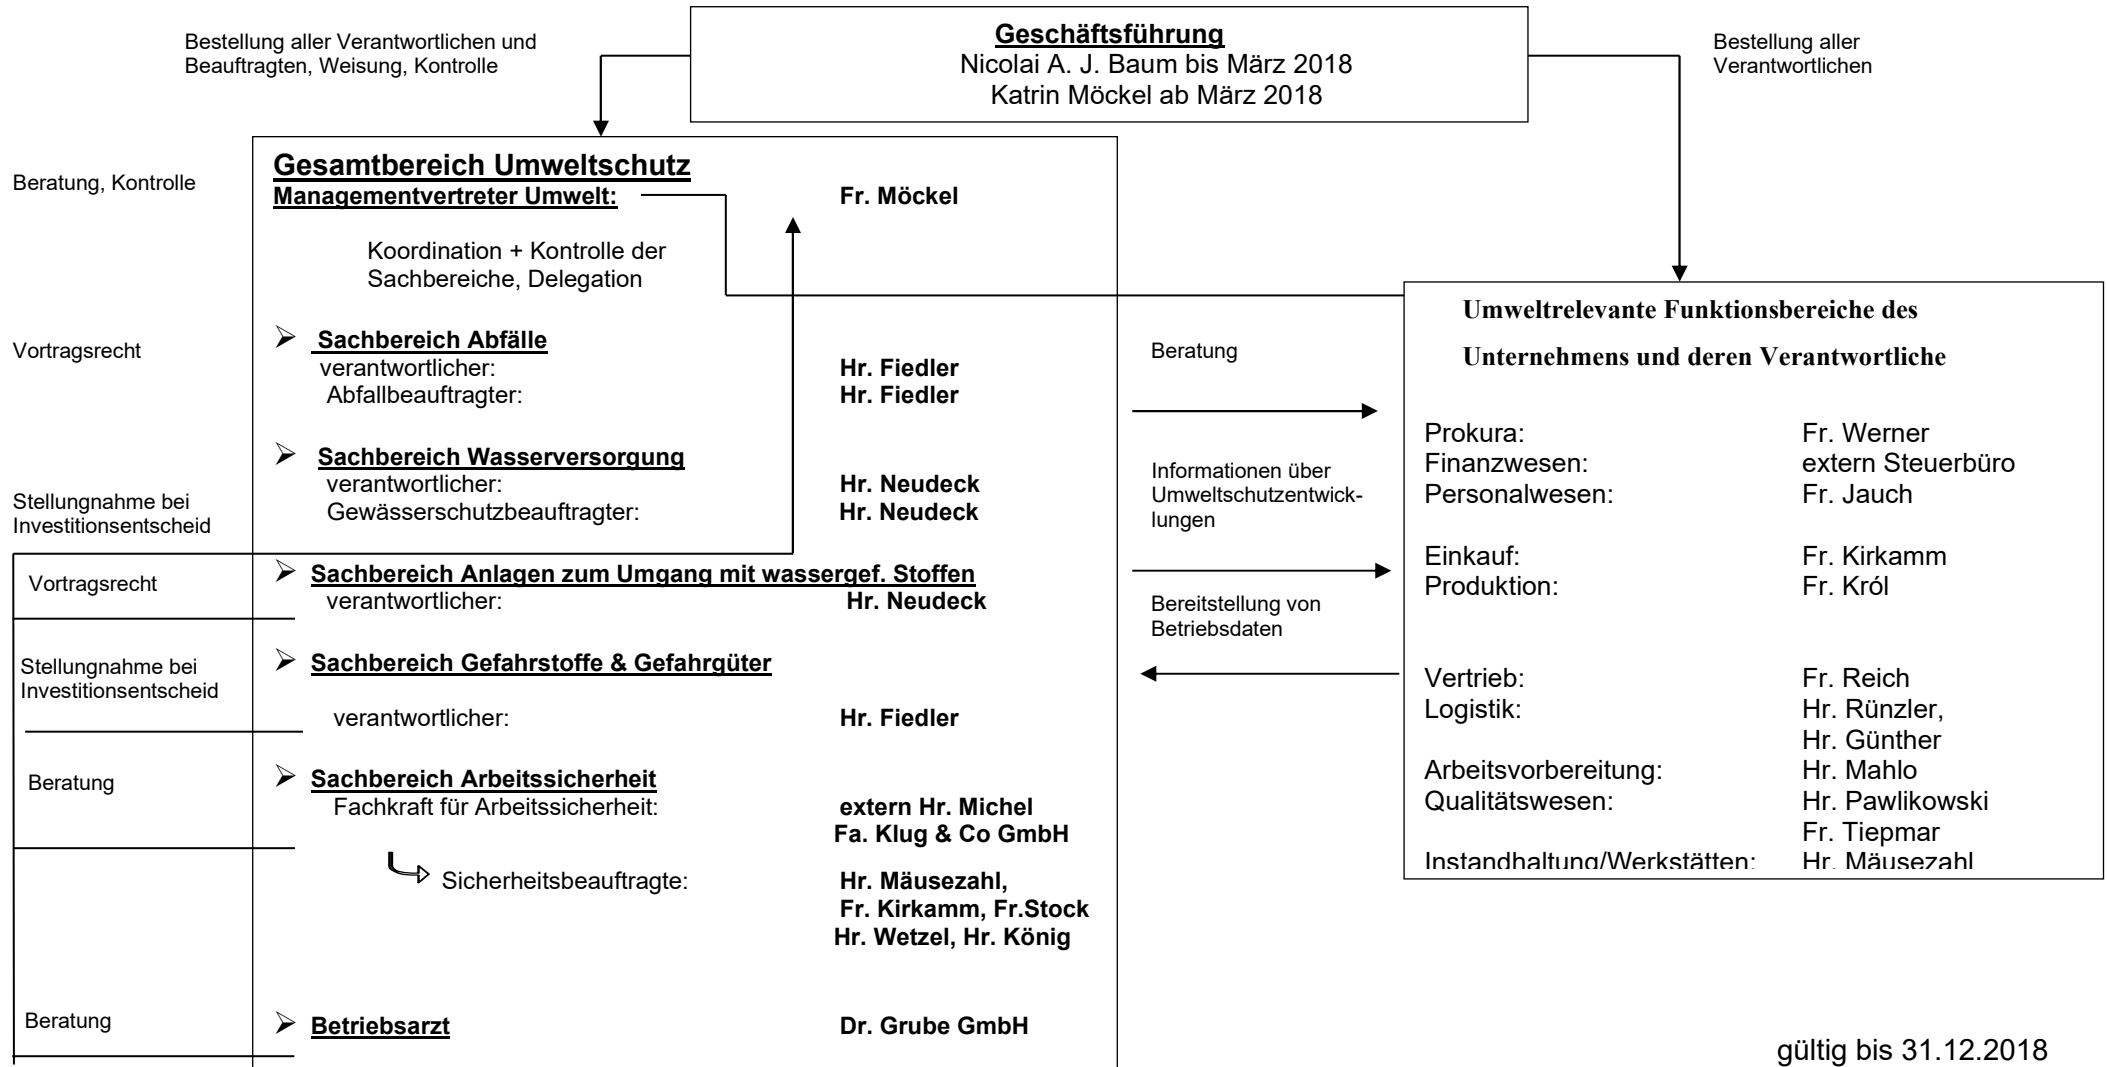 Geschäftsführung
Nicolai A. J. Baum bis März 2018
Katrin Möckel ab März 2018
Bestellung aller Verantwortlichen und
Beauftragten, Weisung, Kontrolle
Bestellung aller
Verantwortlichen
Beratung, Kontrolle
Vortragsrecht
Stellungnahme bei
Investitionsentscheid
Vortragsrecht
Stellungnahme bei
Investitionsentscheid
Beratung
Beratung
Gesamtbereich Umweltschutz
Managementvertreter Umwelt: Fr. Möckel
Koordination + Kontrolle der
Sachbereiche, Delegation
➢ Sachbereich Abfälle
verantwortlicher: Hr. Fiedler
Abfallbeauftragter: Hr. Fiedler
➢ Sachbereich Wasserversorgung
verantwortlicher: Hr. Neudeck
Gewässerschutzbeauftragter: Hr. Neudeck
➢ Sachbereich Anlagen zum Umgang mit wassergef. Stoffen
verantwortlicher: Hr. Neudeck
➢ Sachbereich Gefahrstoffe & Gefahrgüter
verantwortlicher: Hr. Fiedler
➢ Sachbereich Arbeitssicherheit
Fachkraft für Arbeitssicherheit: extern Hr. Michel
Fa. Klug & Co GmbH
Sicherheitsbeauftragte: Hr. Mäusezahl,
Fr. Kirkamm, Fr.Stock
Hr. Wetzel, Hr. König
➢ Betriebsarzt Dr. Grube GmbH
Beratung
Informationen über
Umweltschutzentwick-
lungen
Bereitstellung von
Betriebsdaten
Umweltrelevante Funktionsbereiche des
Unternehmens und deren Verantwortliche
Prokura: Fr. Werner
Finanzwesen: extern Steuerbüro
Personalwesen: Fr. Jauch
Einkauf: Fr. Kirkamm
Produktion: Fr. Król
Vertrieb: Fr. Reich
Logistik: Hr. Rünzler,
Hr. Günther
Arbeitsvorbereitung: Hr. Mahlo
Qualitätswesen: Hr. Pawlikowski
Fr. Tiepmar
Instandhaltung/Werkstätten: Hr. Mäusezahl
gültig bis 31.12.2018